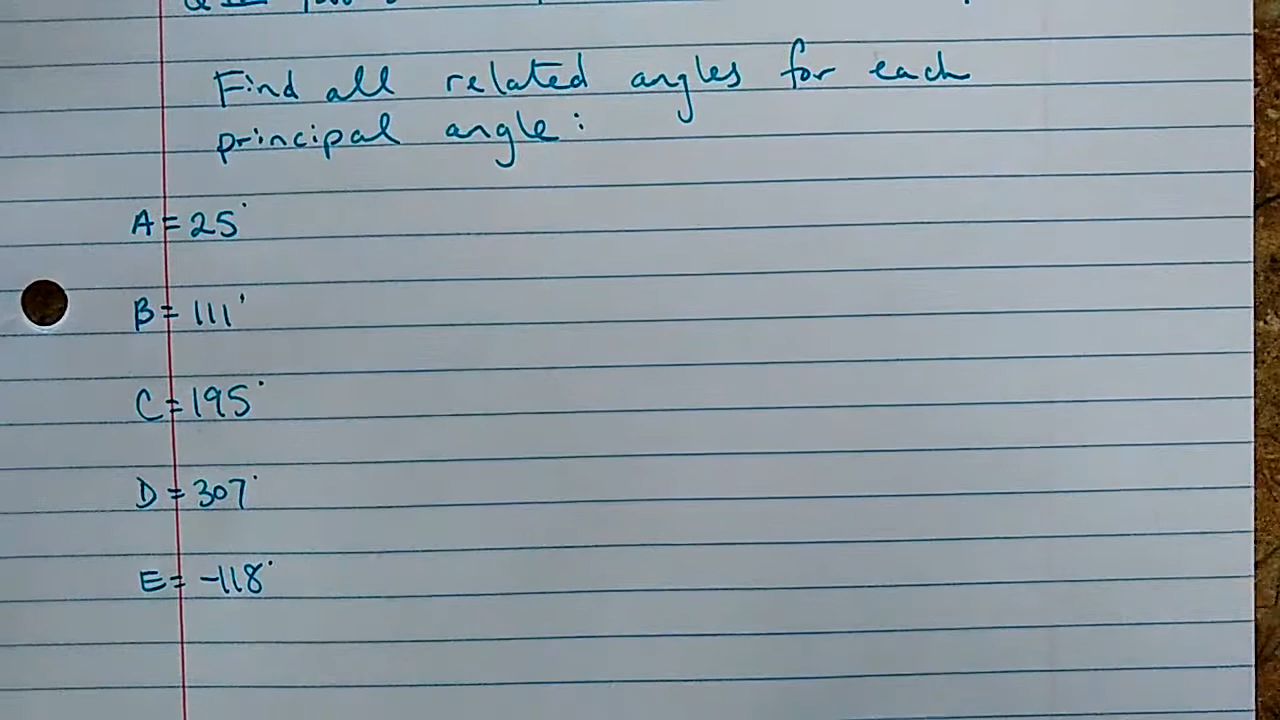 Find all related angles for each
principal angle:
A = 25°
B = 111°
C = 195°
D = 307°
E = -118°